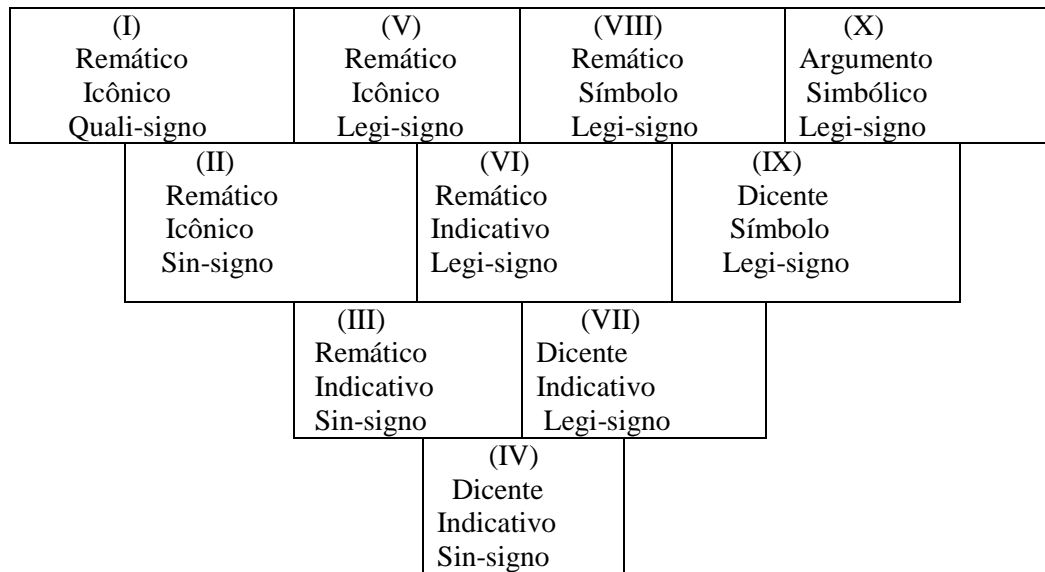 (I)
Remático
Icônico
Quali-signo
(V)
Remático
Icônico
Legi-signo
(VIII)
Remático
Símbolo
Legi-signo
(X)
Argumento
Simbólico
Legi-signo
(II)
Remático
Icônico
Sin-signo
(VI)
Remático
Indicativo
Legi-signo
(IX)
Dicente
Símbolo
Legi-signo
(III)
Remático
Indicativo
Sin-signo
(VII)
Dicente
Indicativo
Legi-signo
(IV)
Dicente
Indicativo
Sin-signo